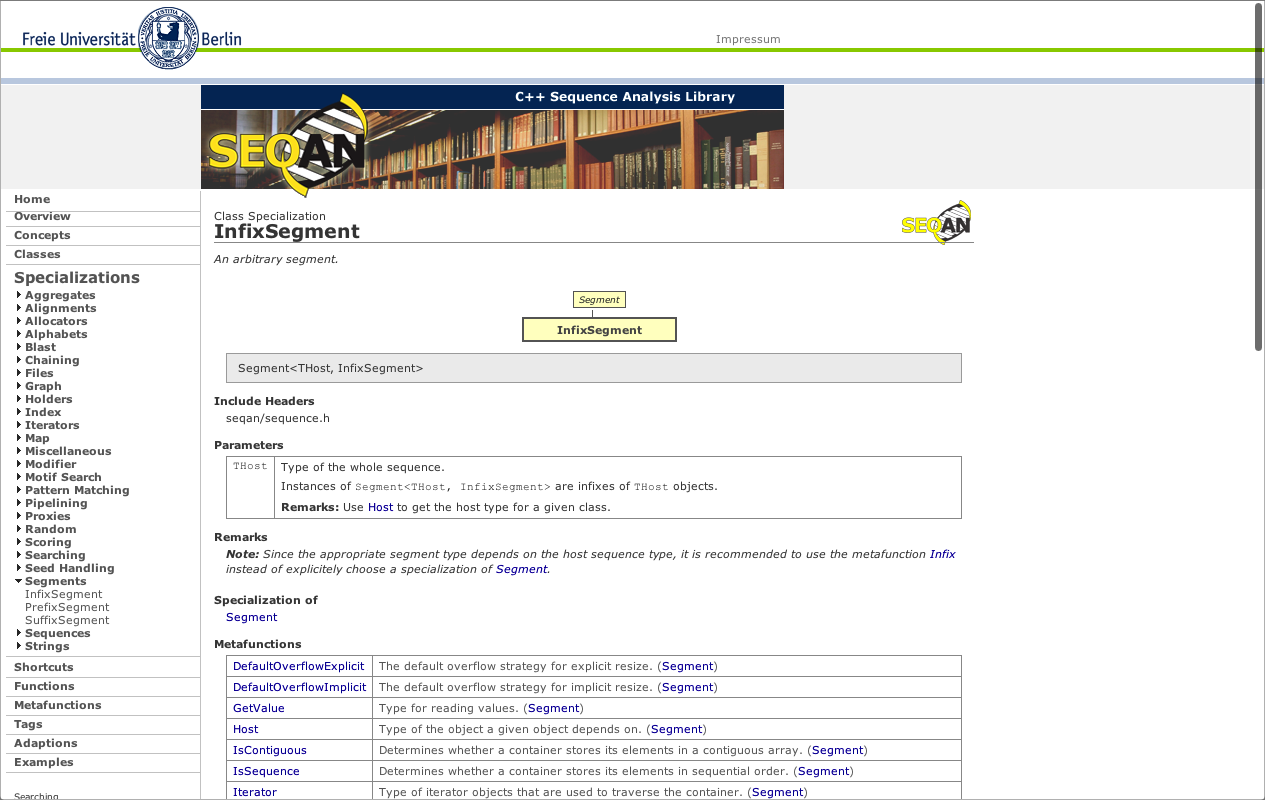 Freie Universität Berlin
Impressum
C++ Sequence Analysis Library
SEQAN
Home
Overview
Concepts
Classes
Specializations
Aggregates
Alignments
Allocators
Alphabets
Blast
Chaining
Files
Graph
Holders
Index
Iterators
Map
Miscellaneous
Modifier
Motif Search
Pattern Matching
Pipelining
Proxies
Random
Scoring
Searching
Seed Handling
Segments
InfixSegment
PrefixSegment
SuffixSegment
Sequences
Strings
Shortcuts
Functions
Metafunctions
Tags
Adaptions
Examples
Searching
Class Specialization
InfixSegment
SEQAN
An arbitrary segment.
Segment
InfixSegment
Segment<THost, InfixSegment>
Include Headers
seqan/sequence.h
Parameters
THost Type of the whole sequence.
Instances of Segment<THost, InfixSegment> are infixes of THost objects.
Remarks: Use Host to get the host type for a given class.
Remarks
Note: Since the appropriate segment type depends on the host sequence type, it is recommended to use the metafunction Infix
instead of explicitely choose a specialization of Segment.
Specialization of
Segment
Metafunctions
DefaultOverflowExplicit The default overflow strategy for explicit resize. (Segment)
DefaultOverflowImplicit The default overflow strategy for implicit resize. (Segment)
GetValue Type for reading values. (Segment)
Host Type of the object a given object depends on. (Segment)
IsContiguous Determines whether a container stores its elements in a contiguous array. (Segment)
IsSequence Determines whether a container stores its elements in sequential order. (Segment)
Iterator Type of iterator objects that are used to traverse the container. (Segment)